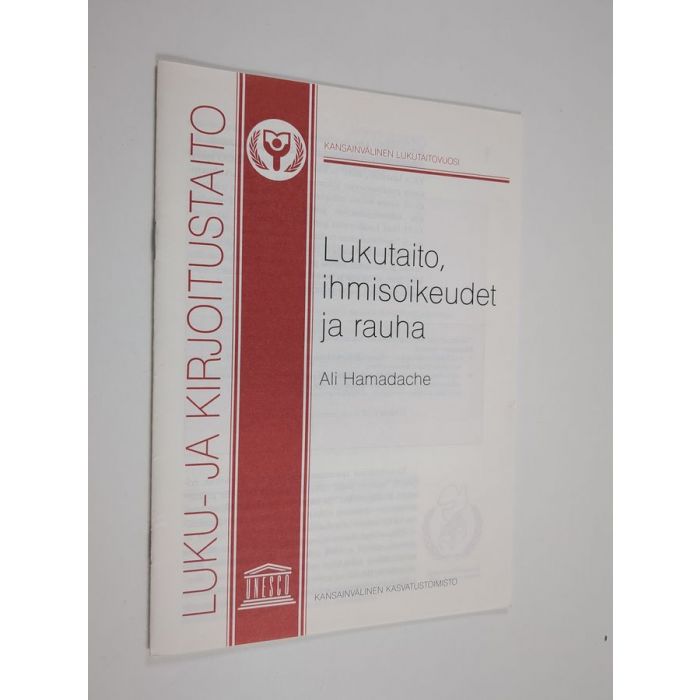 LUKU- JA KIRJOITUSTAITO
KANSAINVÄLINEN LUKUTAITOVUOSI
Lukutaito,
ihmisoikeudet
ja rauha
Ali Hamadache
UNESCO
KANSAINVÄLINEN KASVATUSTOIMISTO